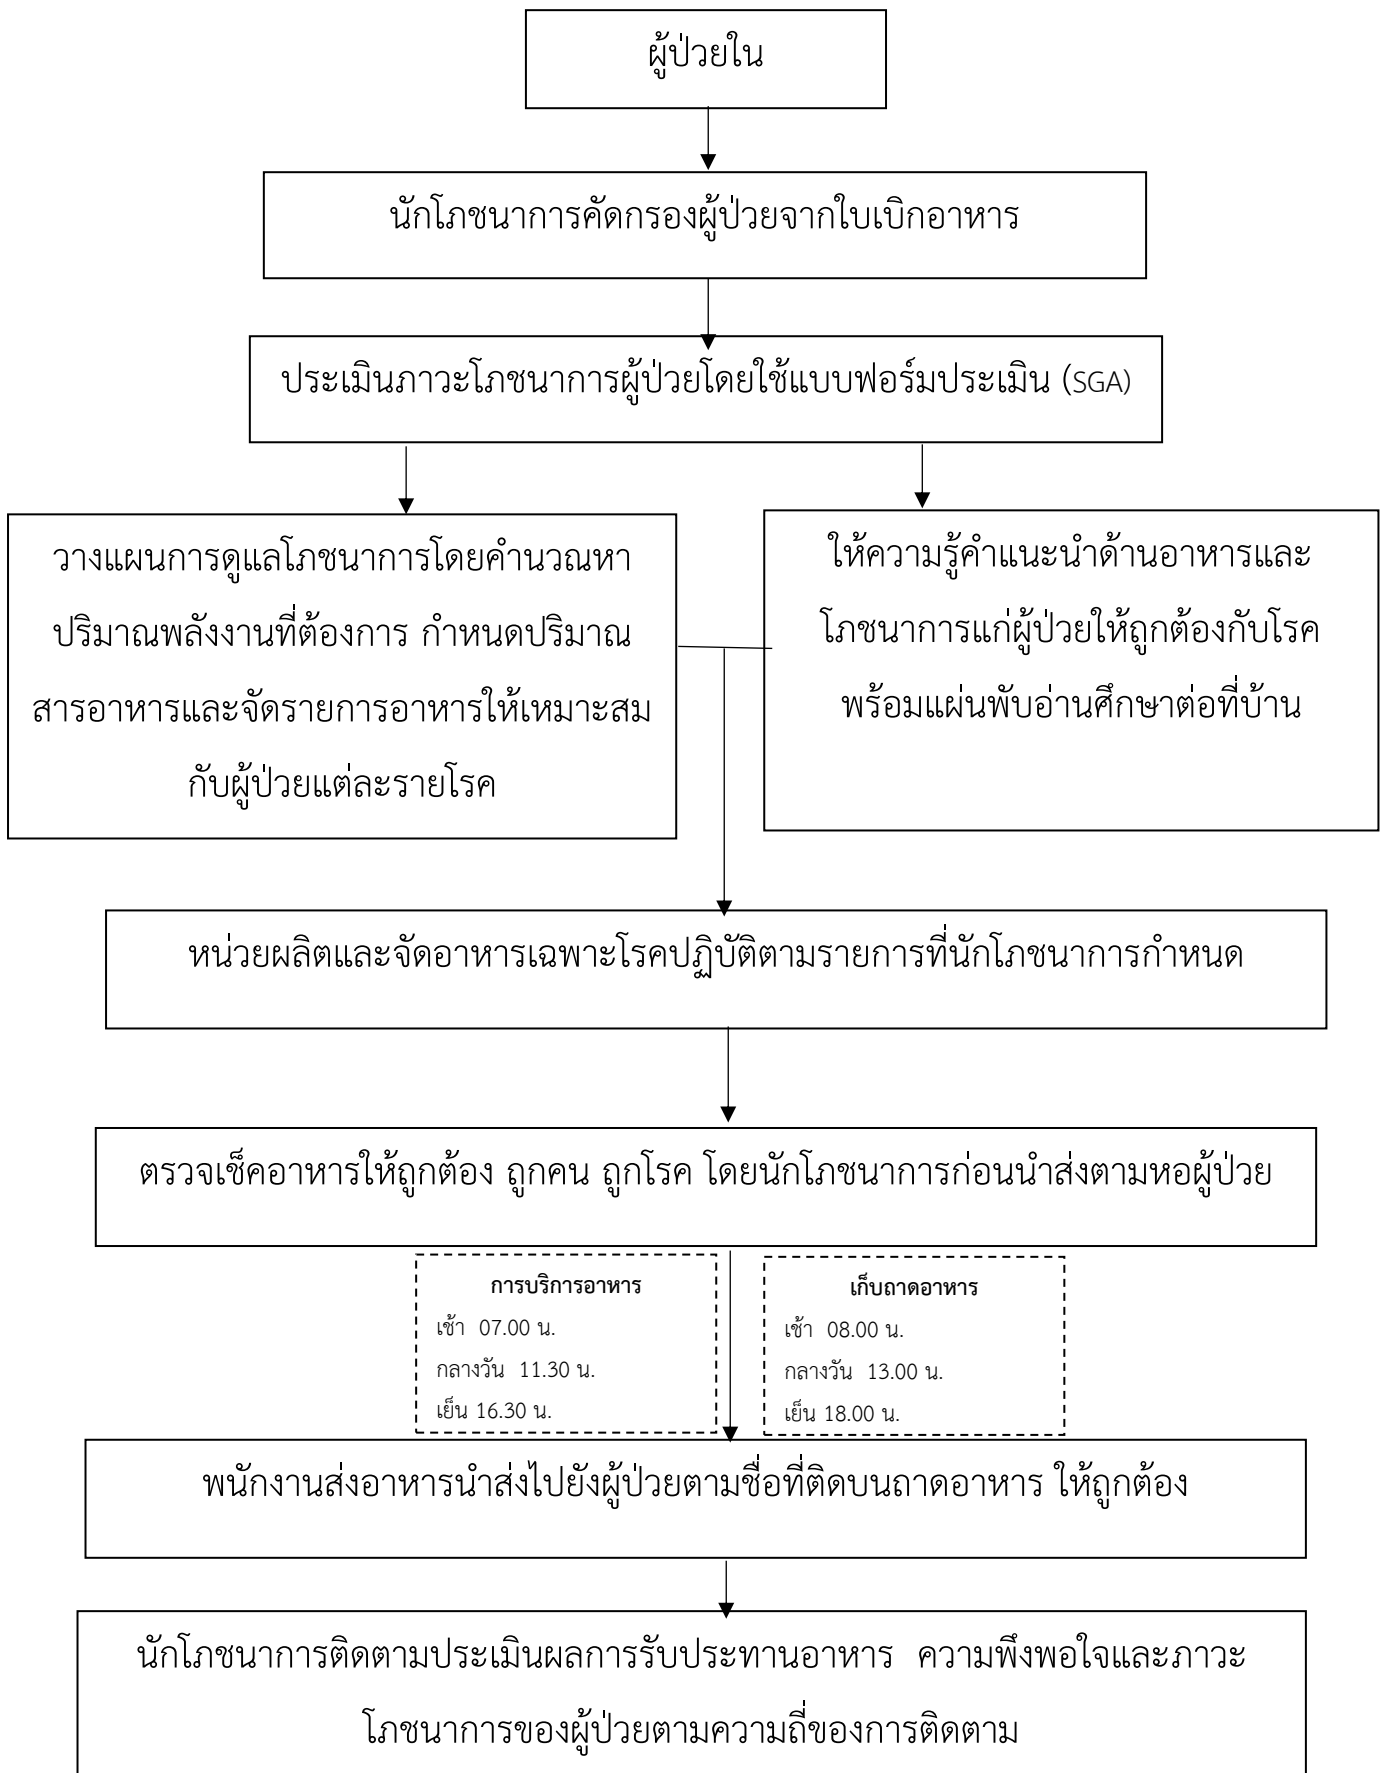 ผู้ป่วยใน
นักโภชนาการคัดกรองผู้ป่วยจากใบเบิกอาหาร
ประเมินภาวะโภชนาการผู้ป่วยโดยใช้แบบฟอร์มประเมิน (SGA)
วางแผนการดูแลโภชนาการโดยคำนวณหา
ปริมาณพลังงานที่ต้องการ กำหนดปริมาณ
สารอาหารและจัดรายการอาหารให้เหมาะสม
กับผู้ป่วยแต่ละรายโรค
ให้ความรู้คำแนะนำด้านอาหารและ
โภชนาการแก่ผู้ป่วยให้ถูกต้องกับโรค
พร้อมแผ่นพับอ่านศึกษาต่อที่บ้าน
หน่วยผลิตและจัดอาหารเฉพาะโรคปฏิบัติตามรายการที่นักโภชนาการกำหนด
ตรวจเช็คอาหารให้ถูกต้อง ถูกคน ถูกโรค โดยนักโภชนาการก่อนนำส่งตามหอผู้ป่วย
การบริการอาหาร
เช้า 07.00 น.
กลางวัน 11.30 น.
เย็น 16.30 น.
เก็บถาดอาหาร
เช้า 08.00 น.
กลางวัน 13.00 น.
เย็น 18.00 น.
พนักงานส่งอาหารนำส่งไปยังผู้ป่วยตามชื่อที่ติดบนถาดอาหาร ให้ถูกต้อง
นักโภชนาการติดตามประเมินผลการรับประทานอาหาร ความพึงพอใจและภาวะ
โภชนาการของผู้ป่วยตามความถี่ของการติดตาม